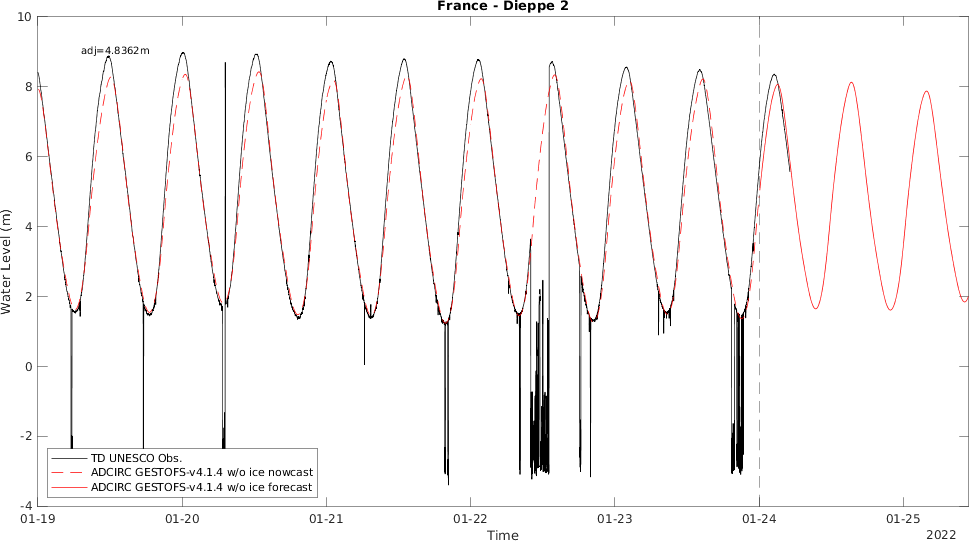 France - Dieppe 2
adj=4.8362m
Water Level (m)
10
8
6
4
2
0
-2
-4
TD UNESCO Obs.
ADCIRC GESTOFS-v4.1.4 w/o ice nowcast
ADCIRC GESTOFS-v4.1.4 w/o ice forecast
01-19 01-20 01-21 01-22 01-23 01-24 01-25
Time
2022